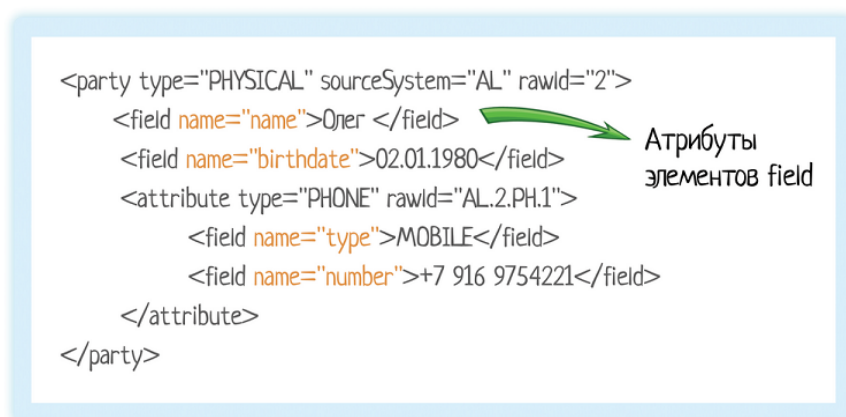 <party type="PHYSICAL" sourceSystem="AL" rawId="2">
<field name="name">Олег </field>
<field name="birthdate">02.01.1980</field>
<attribute type="PHONE" rawId="AL.2.PH.1">
<field name="type">MOBILE</field>
<field name="number">+7 916 9754221</field>
</attribute>
</party>
Атрибуты
элементов field